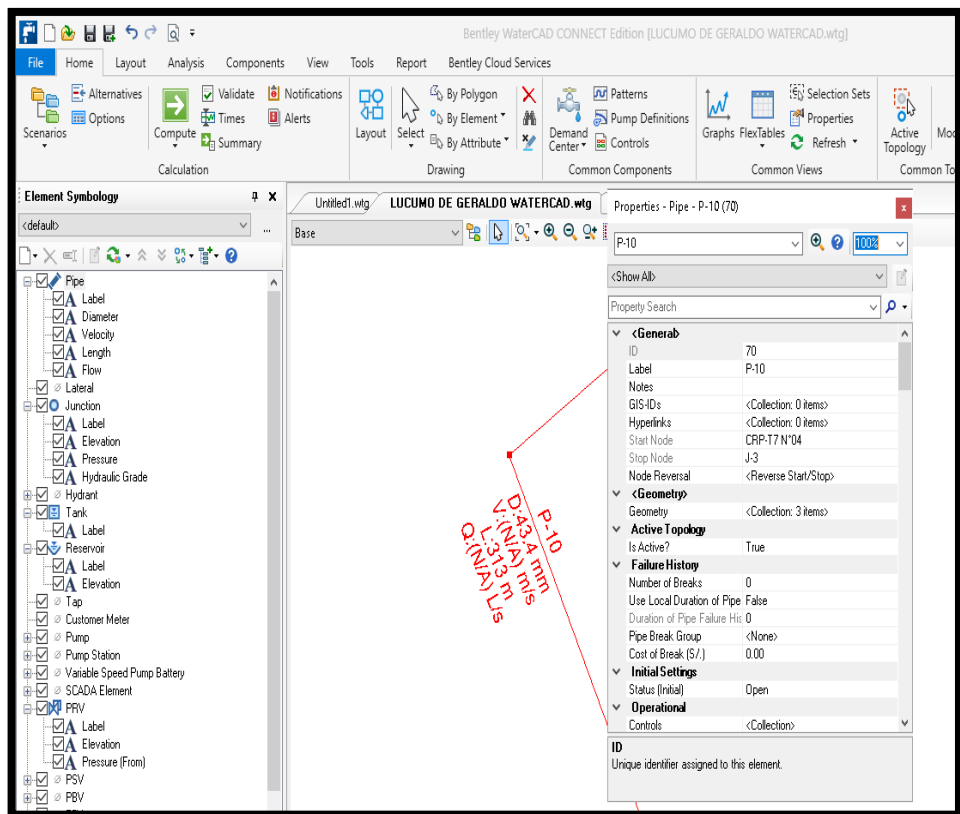 Bentley WaterCAD CONNECT Edition [LUCUMO DE GERALDO WATERCAD.wtg]
File Home Layout Analysis Components View Tools Report Bentley Cloud Services
Scenarios
Alternatives
Options
Compute
Validate
Times
Summary
Notifications
Alerts
Calculation
Layout
Select
By Polygon
By Element
By Attribute
Drawing
Demand Center
Patterns
Pump Definitions
Controls
Common Components
Graphs
FlexTables
Selection Sets
Properties
Refresh
Common Views
Active Topology
Common To
Element Symbology
<default>
...
Pipe
Label
Diameter
Velocity
Length
Flow
Lateral
Junction
Label
Elevation
Pressure
Hydraulic Grade
Hydrant
Tank
Label
Reservoir
Label
Elevation
Tap
Customer Meter
Pump
Pump Station
Variable Speed Pump Battery
SCADA Element
PRV
Label
Elevation
Pressure (From)
PSV
PBV
Untitled1.wtg LUCUMO DE GERALDO WATERCAD.wtg
Base
P-10
D:43.4 mm
V:(N/A) m/s
L:313 m
Q:(N/A) L/s
Properties - Pipe - P-10 (70)
P-10 100%
<Show All>
Property Search
<General>
ID 70
Label P-10
Notes
GIS-IDs <Collection: 0 items>
Hyperlinks <Collection: 0 items>
Start Node CRP-T7 N°04
Stop Node J-3
Node Reversal <Reverse Start/Stop>
<Geometry>
Geometry <Collection: 3 items>
Active Topology
Is Active? True
Failure History
Number of Breaks 0
Use Local Duration of Pipe False
Duration of Pipe Failure His 0
Pipe Break Group <None>
Cost of Break (S/.) 0.00
Initial Settings
Status (Initial) Open
Operational
Controls <Collection>
ID
Unique identifier assigned to this element.